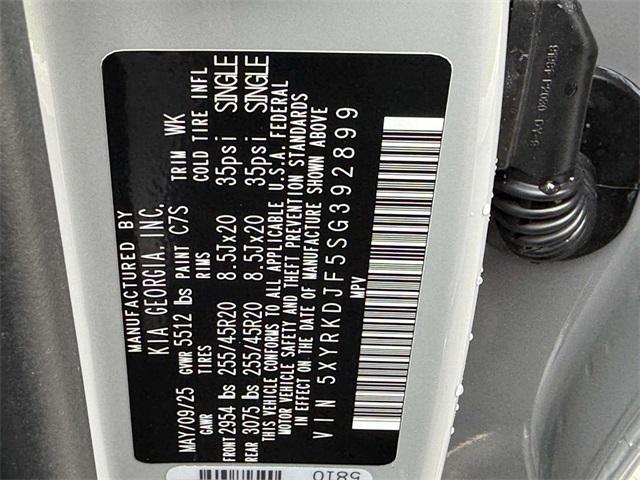 MANUFACTURED BY
KIA GEORGIA, INC.
MAY/09/25 GVWR 5512 lbs PAINT C7S TRIM WK
GAWR TIRES RIMS COLD TIRE INFL
FRONT 2954 lbs 255/45R20 8.5Jx20 35psi SINGLE
REAR 3075 lbs 255/45R20 8.5Jx20 35psi SINGLE
THIS VEHICLE CONFORMS TO ALL APPLICABLE U.S.A. FEDERAL
MOTOR VEHICLE SAFETY AND THEFT PREVENTION STANDARDS
IN EFFECT ON THE DATE OF MANUFACTURE SHOWN ABOVE
VIN 5XYRKDJF5SG392899
MPV
5810